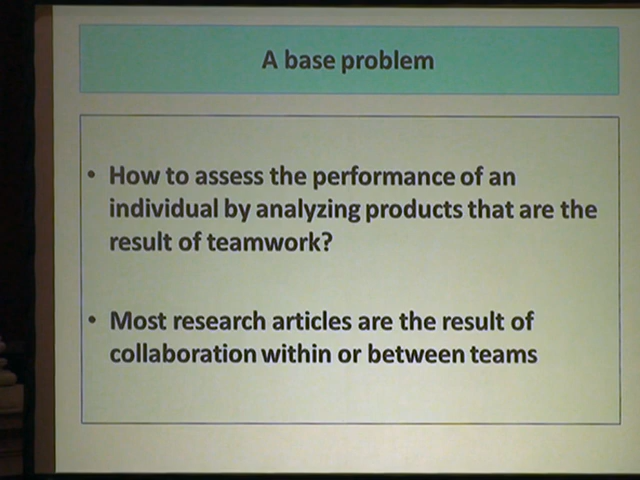 A base problem
• How to assess the performance of an
individual by analyzing products that are the
result of teamwork?
• Most research articles are the result of
collaboration within or between teams